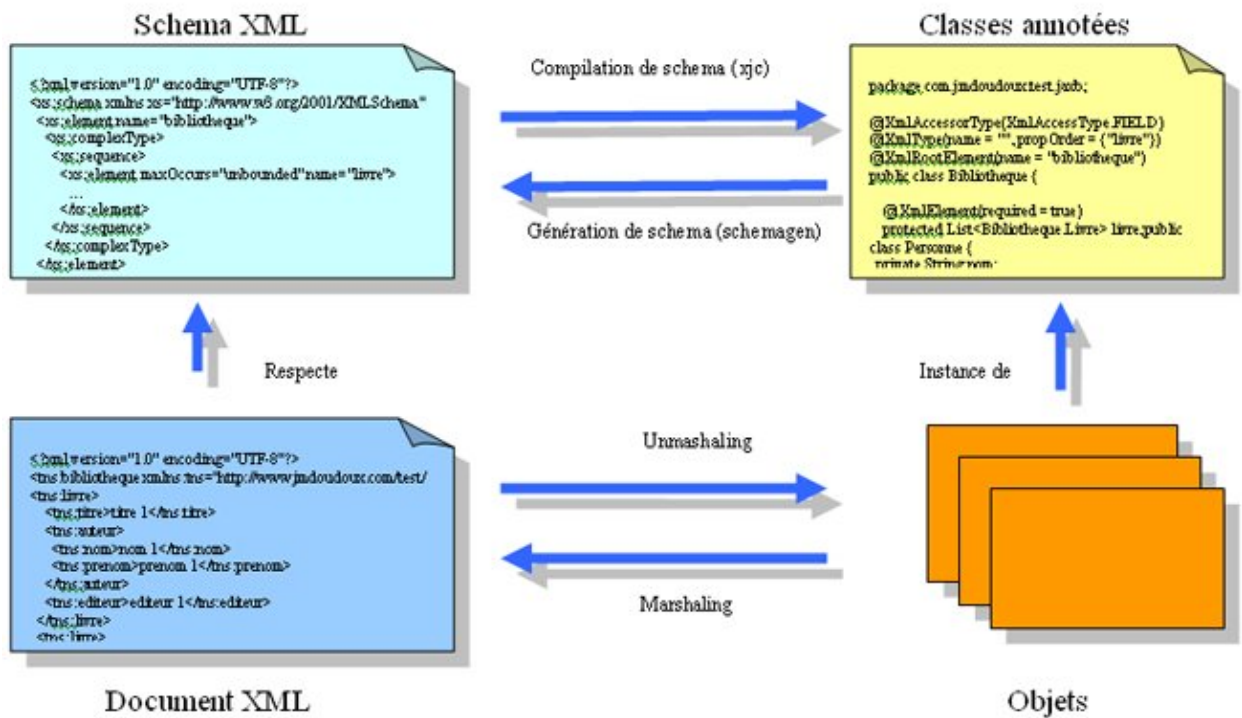 Schema XML
Classes annotées
<?xml version="1.0" encoding="UTF-8"?>
<xs:schema xmlns:xs="http://www.w3.org/2001/XMLSchema"
<xs:element name="bibliotheque">
<xs:complexType>
<xs:sequence>
<xs:element maxOccurs="unbounded" name="livre">
...
</xs:element>
</xs:sequence>
</xs:complexType>
</xs:element>
Compilation de schema (xjc)
Génération de schema (schemagen)
package com.jmdoudoux.test.jaxb;
@XmlAccessorType(XmlAccessType.FIELD)
@XmlType(name = "", propOrder = {"livre"})
@XmlRootElement(name = "bibliotheque")
public class Bibliotheque {
@XmlElement(required = true)
protected List<Bibliotheque.Livre> livre;public
class Personne {
private String nom;
Respecte
Instance de
<?xml version="1.0" encoding="UTF-8"?>
<tns:bibliotheque xmlns:tns="http://www.jmdoudoux.com/test/
<tns:livre>
<tns:titre>titre 1</tns:titre>
<tns:auteur>
<tns:nom>nom 1</tns:nom>
<tns:prenom>prenom 1</tns:prenom>
</tns:auteur>
<tns:editeur>editeur 1</tns:editeur>
</tns:livre>
<tns:livre>
Unmashaling
Marshaling
Document XML
Objets